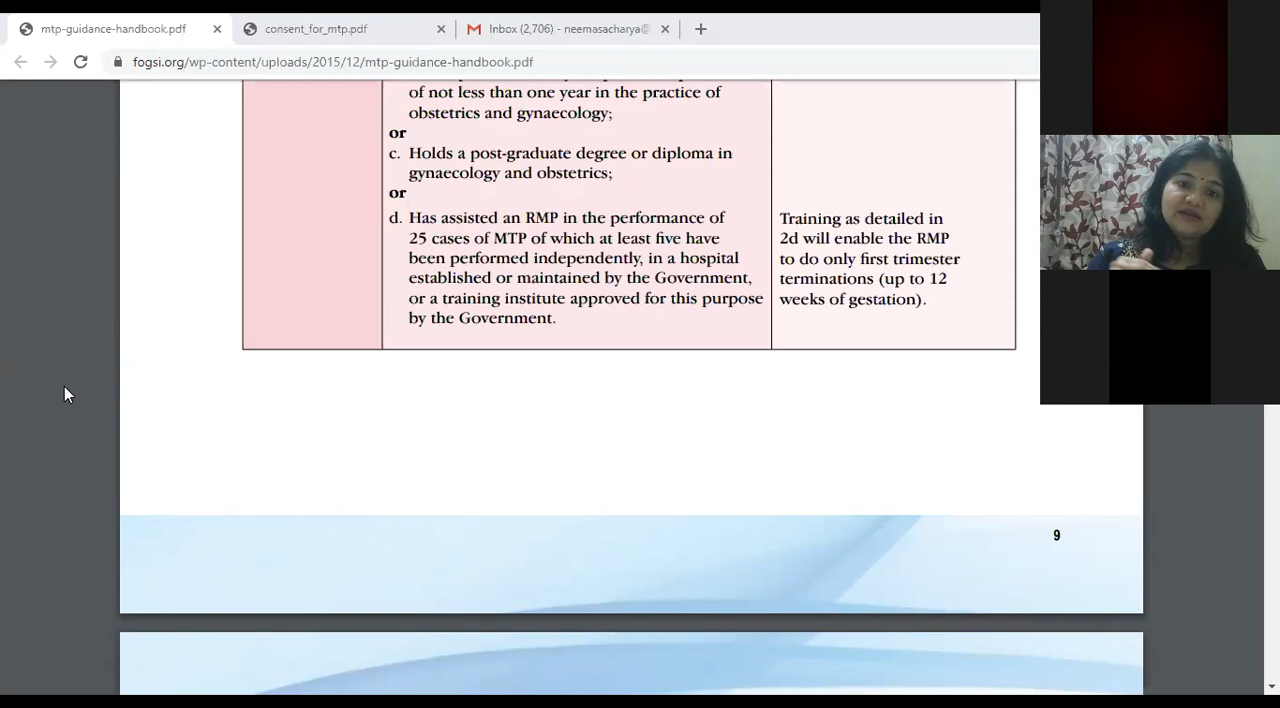 mtp-guidance-handbook.pdf
consent_for_mtp.pdf
Inbox (2,706) - neemasacharya@
fogsi.org/wp-content/uploads/2015/12/mtp-guidance-handbook.pdf
of not less than one year in the practice of
obstetrics and gynaecology;
or
c. Holds a post-graduate degree or diploma in
gynaecology and obstetrics;
or
d. Has assisted an RMP in the performance of
25 cases of MTP of which at least five have
been performed independently, in a hospital
established or maintained by the Government,
or a training institute approved for this purpose
by the Government.
Training as detailed in
2d will enable the RMP
to do only first trimester
terminations (up to 12
weeks of gestation).
9